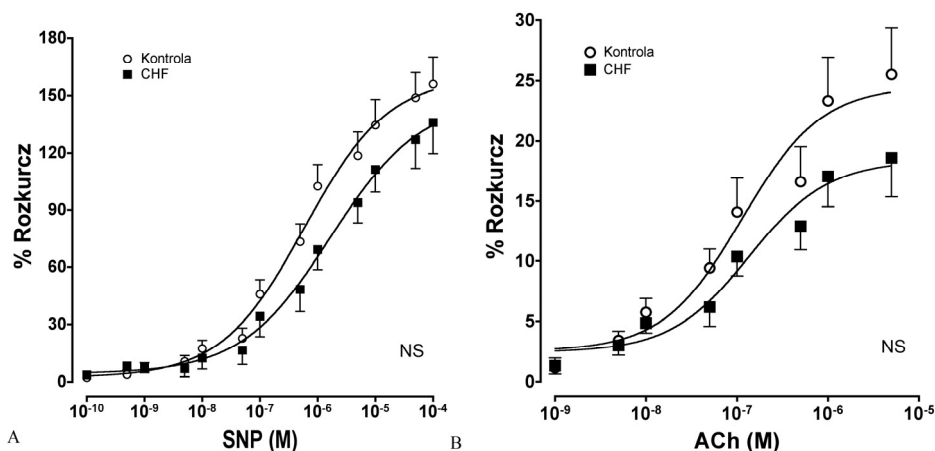 180
150
120
90
60
30
0
% Rozkurcz
Kontrola
CHF
NS
10-10 10-9 10-8 10-7 10-6 10-5 10-4
SNP (M)
A
30
25
20
15
10
5
0
% Rozkurcz
Kontrola
CHF
NS
10-9 10-8 10-7 10-6 10-5
ACh (M)
B